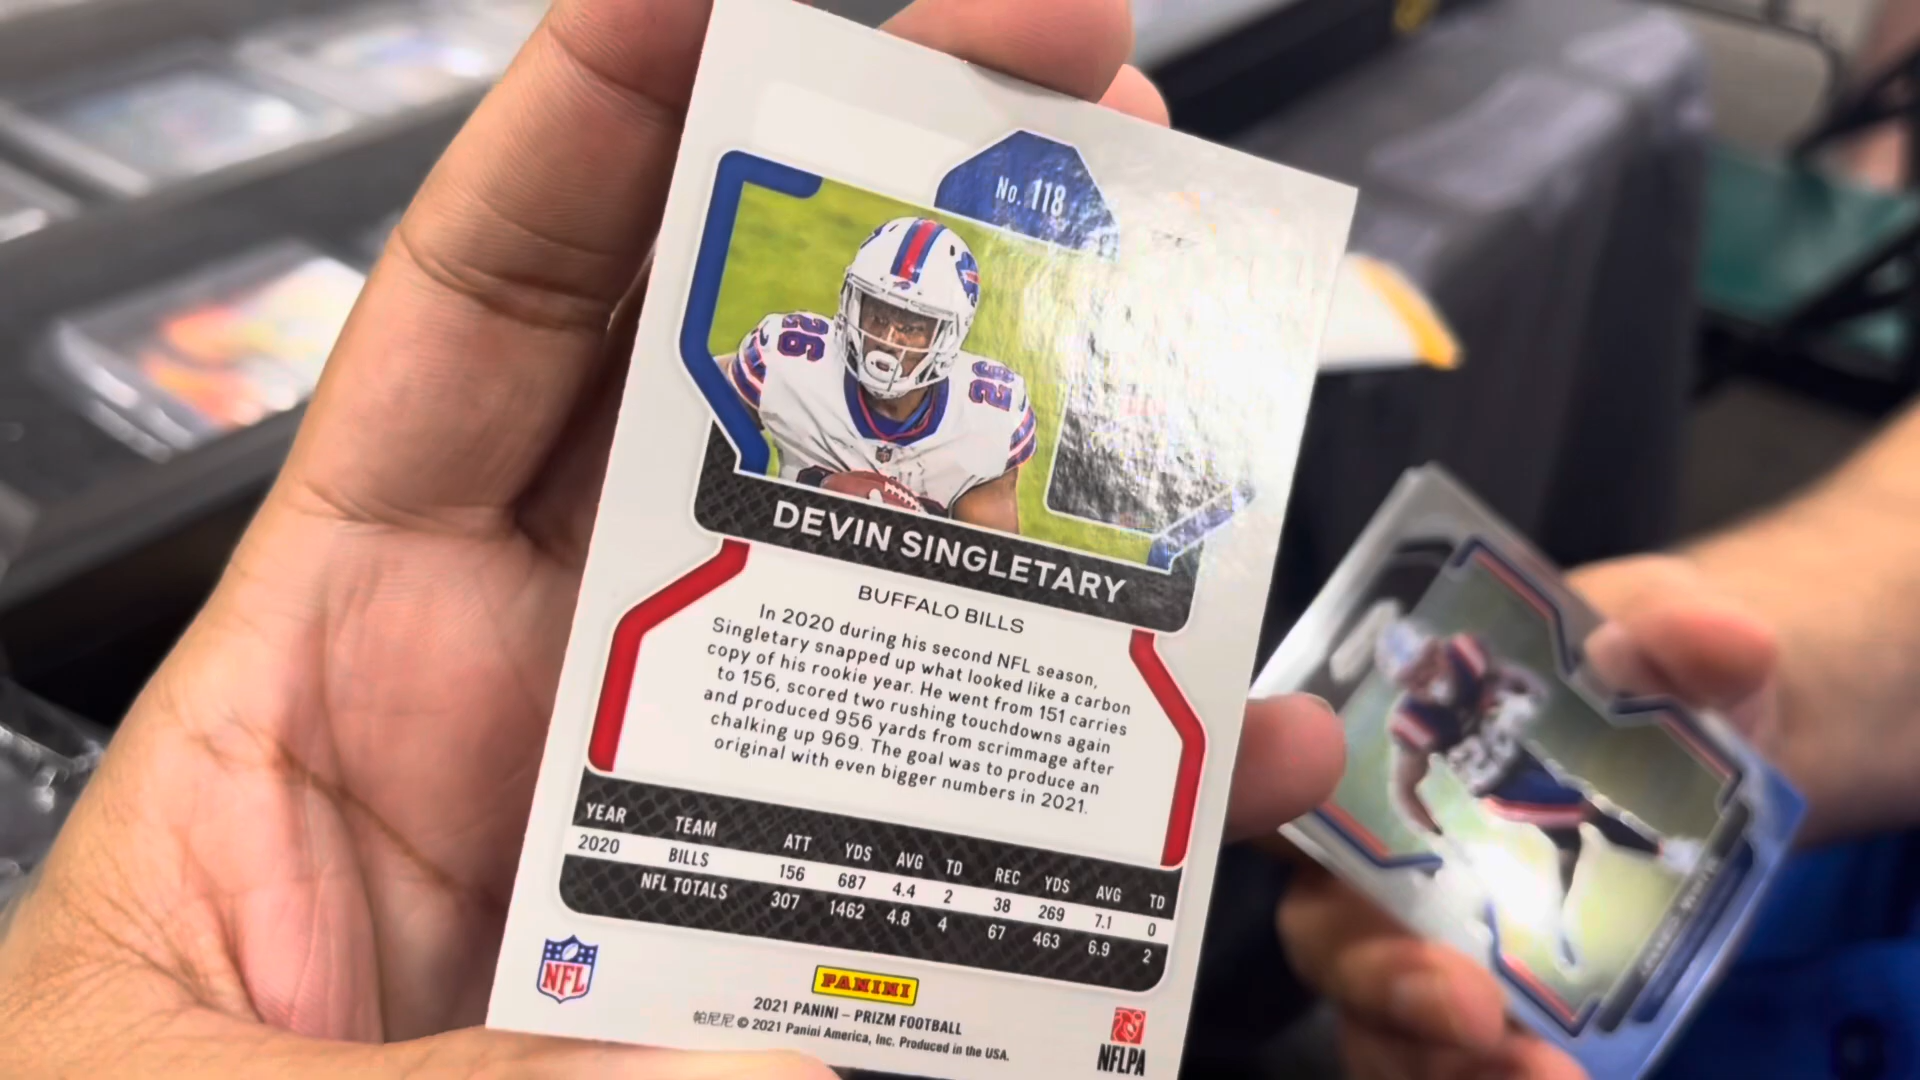 No. 118
26
26
DEVIN SINGLETARY
BUFFALO BILLS
In 2020 during his second NFL season,
Singletary snapped up what looked like a carbon
copy of his rookie year. He went from 151 carries
to 156, scored two rushing touchdowns again
and produced 956 yards from scrimmage after
chalking up 969. The goal was to produce an
original with even bigger numbers in 2021.
YEAR TEAM ATT YDS AVG TD REC YDS AVG TD
2020 BILLS 156 687 4.4 2 38 269 7.1 0
NFL TOTALS 307 1462 4.8 4 67 463 6.9 2
NFL
PANINI
2021 PANINI – PRIZM FOOTBALL
帕尼尼 © 2021 Panini America, Inc. Produced in the USA.
NFLPA